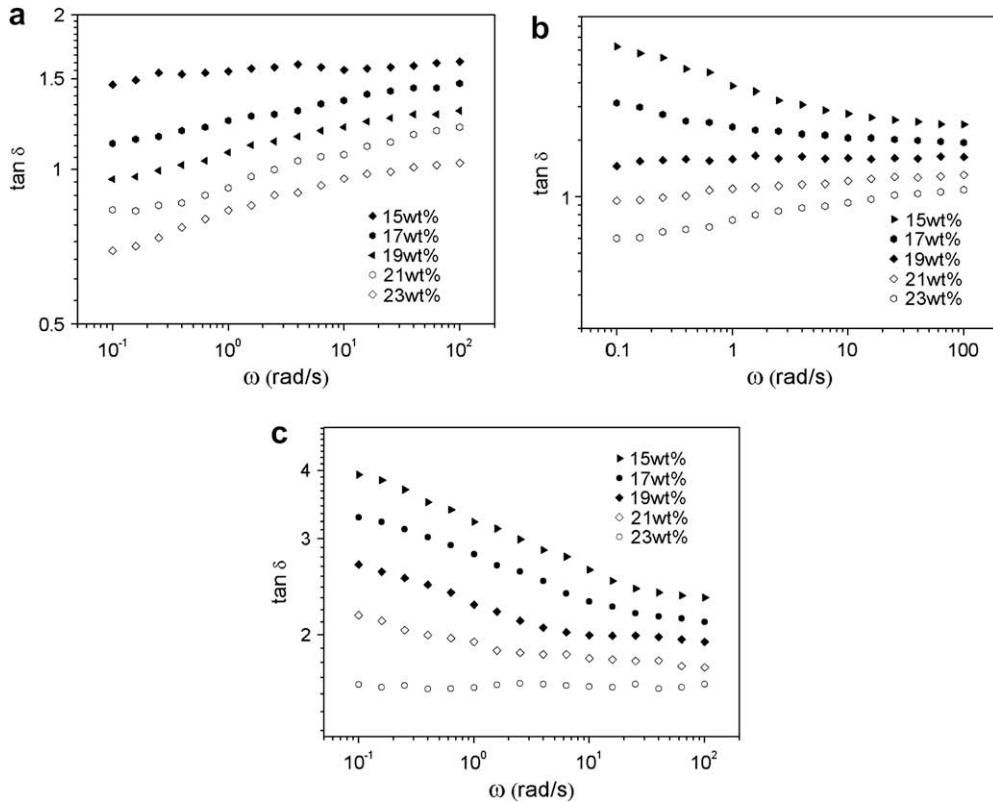 a
2
1.5
1
0.5
tan δ
15wt%
17wt%
19wt%
21wt%
23wt%
10⁻¹ 10⁰ 10¹ 10²
ω (rad/s)
b
1
tan δ
15wt%
17wt%
19wt%
21wt%
23wt%
0.1 1 10 100
ω (rad/s)
c
4
3
2
tan δ
15wt%
17wt%
19wt%
21wt%
23wt%
10⁻¹ 10⁰ 10¹ 10²
ω (rad/s)